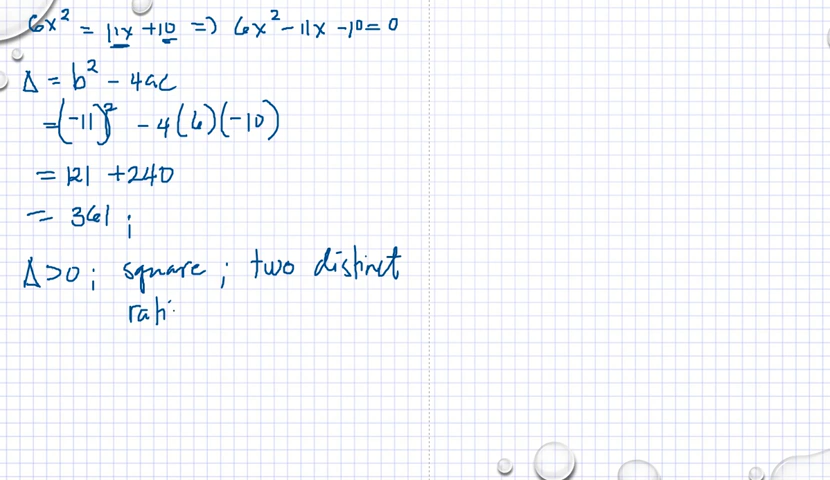 6x² = 11x + 10 => 6x² - 11x - 10 = 0
Δ = b² - 4ac
= (-11)² - 4(6)(-10)
= 121 + 240
= 361 ;
Δ > 0 ; square ; two distinct
rati